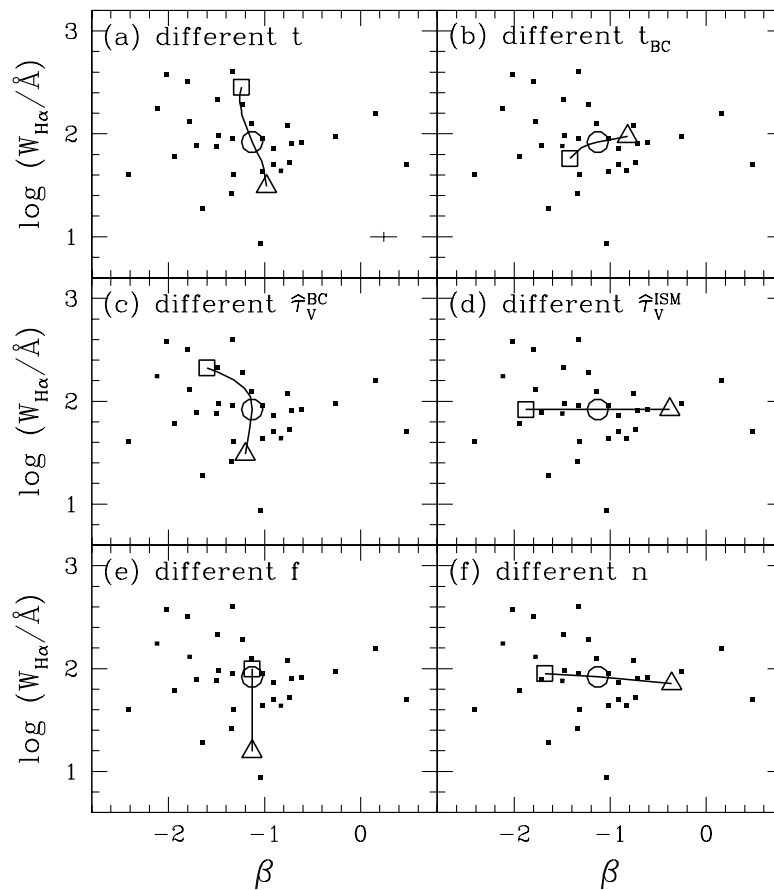 (a) different t
(b) different t_BC
3
2
1
log (W_Hα/Å)
(c) different τ̂_V^BC
(d) different τ̂_V^ISM
3
2
1
log (W_Hα/Å)
(e) different f
(f) different n
3
2
1
log (W_Hα/Å)
−2 −1 0 −2 −1 0
β β